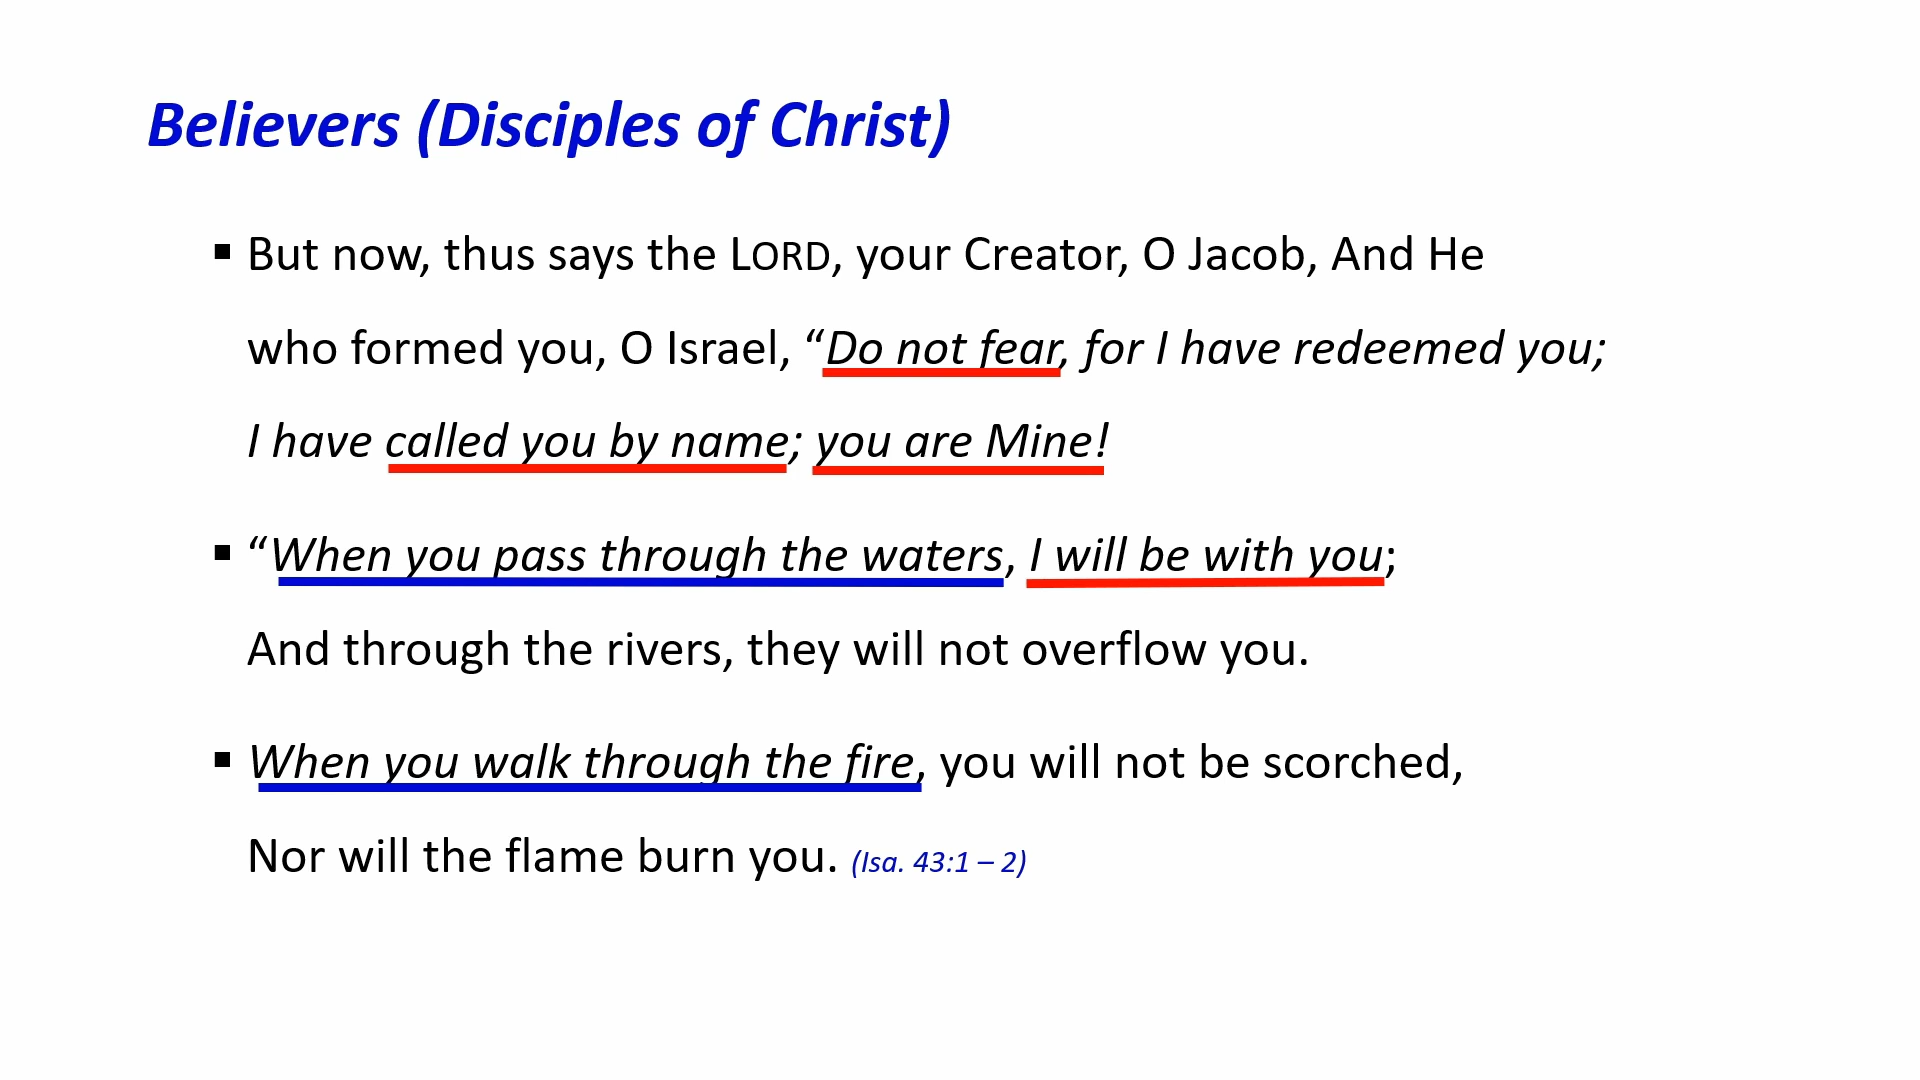 Believers (Disciples of Christ)
▪ But now, thus says the LORD, your Creator, O Jacob, And He
who formed you, O Israel, “Do not fear, for I have redeemed you;
I have called you by name; you are Mine!
▪ “When you pass through the waters, I will be with you;
And through the rivers, they will not overflow you.
▪ When you walk through the fire, you will not be scorched,
Nor will the flame burn you. (Isa. 43:1 – 2)